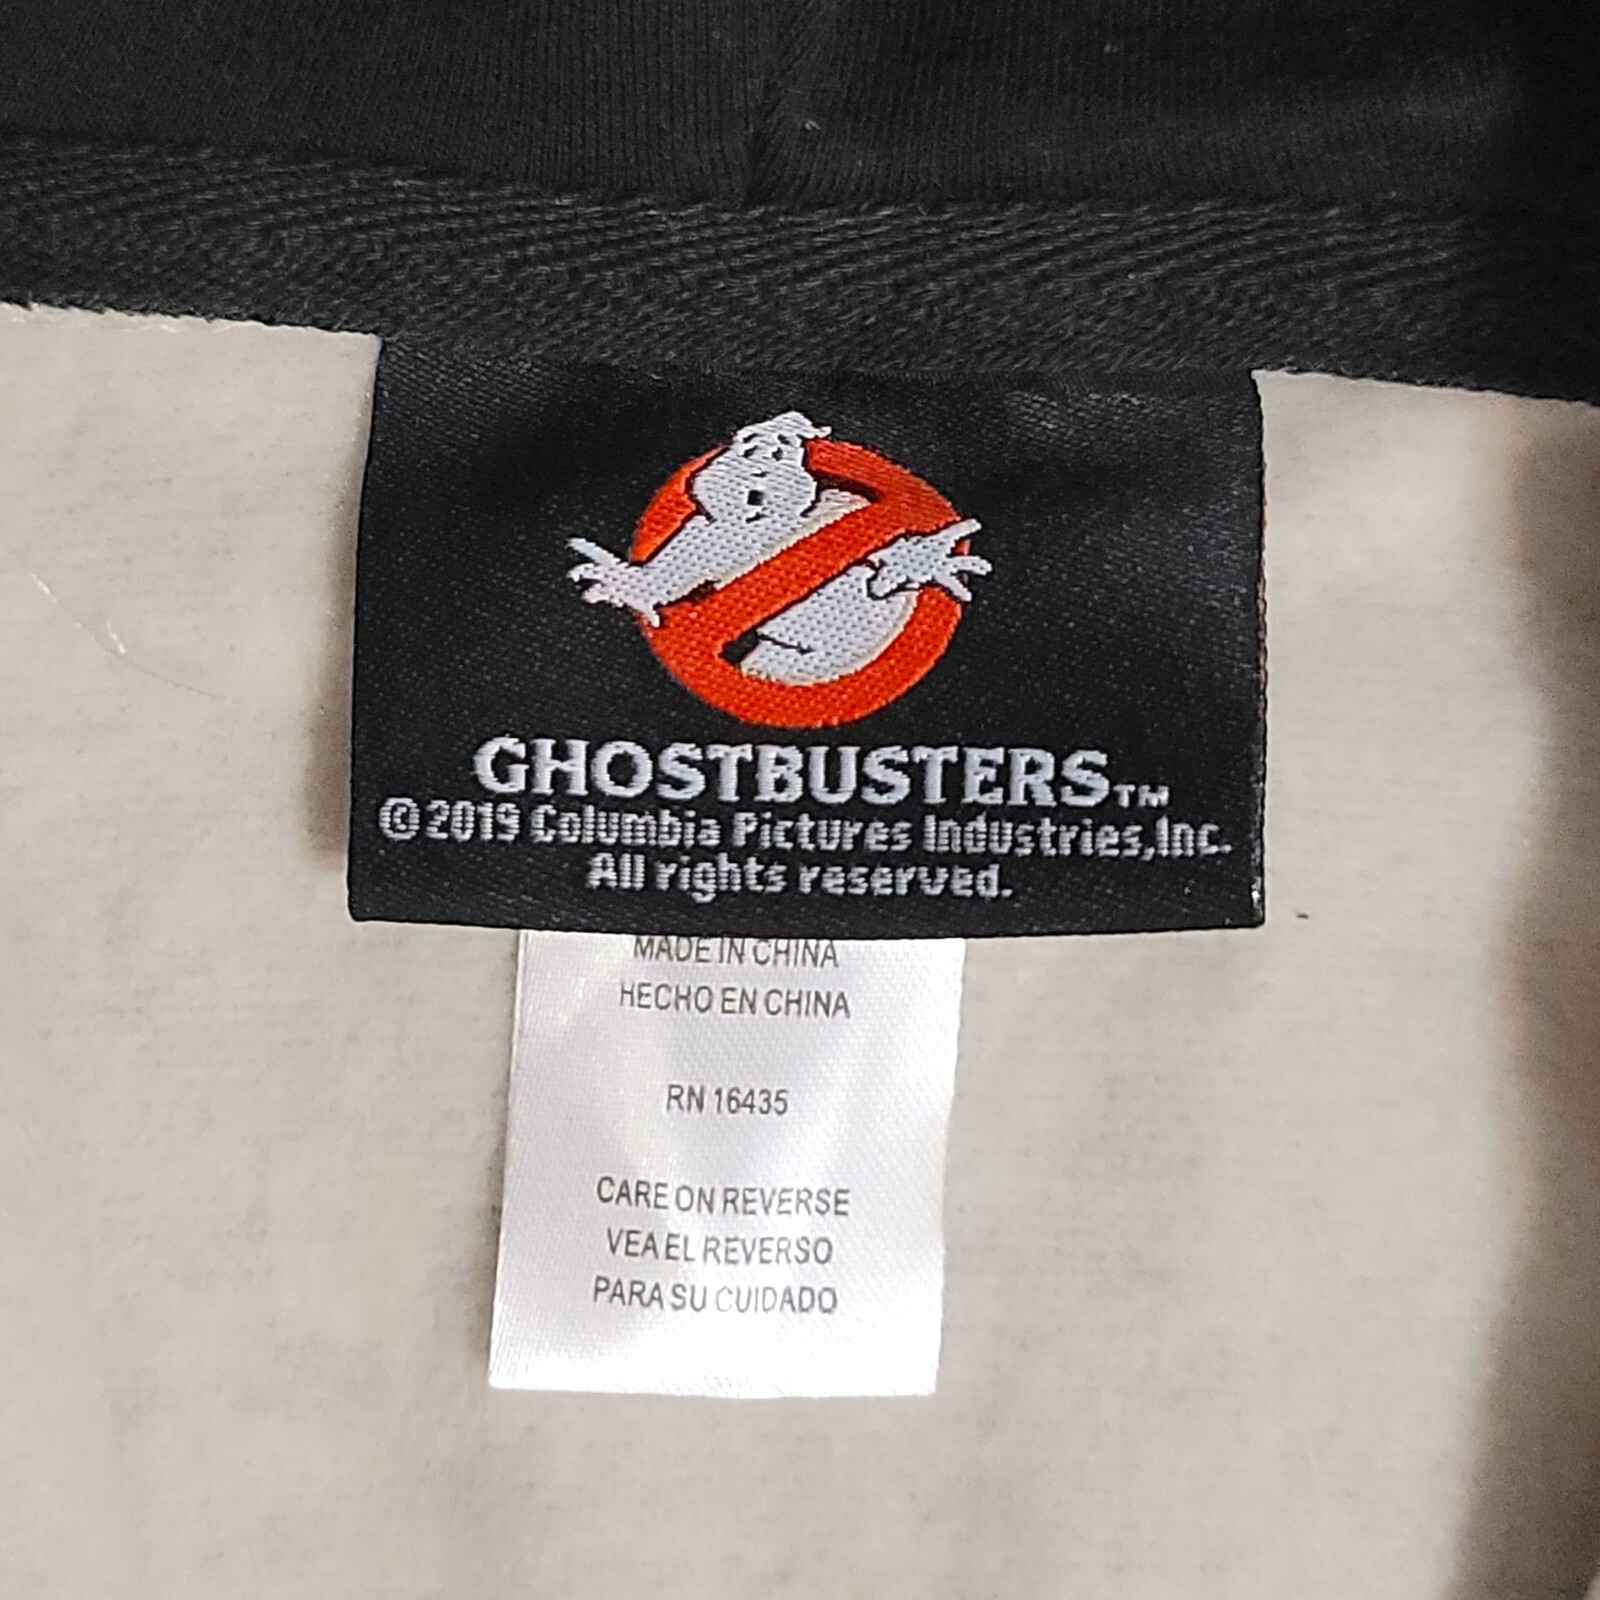 GHOSTBUSTERS™
© 2019 Columbia Pictures Industries, Inc.
All rights reserved.
MADE IN CHINA
HECHO EN CHINA
RN 16435
CARE ON REVERSE
VEA EL REVERSO
PARA SU CUIDADO